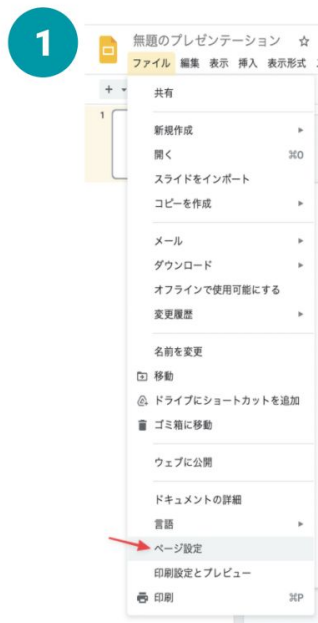 1
無題のプレゼンテーション
ファイル 編集 表示 挿入 表示形式
+
1
共有
新規作成
開く ⌘O
スライドをインポート
コピーを作成
メール
ダウンロード
オフラインで使用可能にする
変更履歴
名前を変更
移動
ドライブにショートカットを追加
ゴミ箱に移動
ウェブに公開
ドキュメントの詳細
言語
ページ設定
印刷設定とプレビュー
印刷 ⌘P